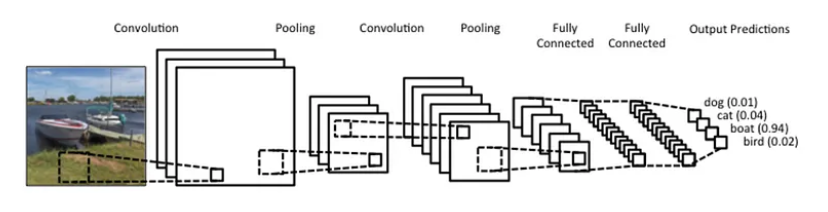 Convolution
Pooling
Convolution
Pooling
Fully
Connected
Fully
Connected
Output Predictions
dog (0.01)
cat (0.04)
boat (0.94)
bird (0.02)